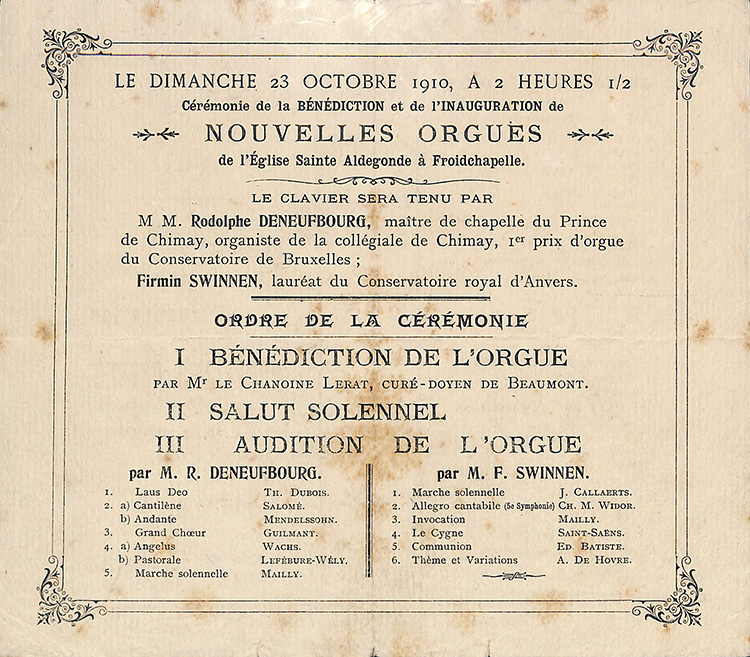 LE DIMANCHE 23 OCTOBRE 1910, A 2 HEURES 1/2
Cérémonie de la BÉNÉDICTION et de l'INAUGURATION de
NOUVELLES ORGUES
de l'Église Sainte Aldegonde à Froidchapelle.
LE CLAVIER SERA TENU PAR
M M. Rodolphe DENEUFBOURG, maître de chapelle du Prince
de Chimay, organiste de la collégiale de Chimay, 1er prix d'orgue
du Conservatoire de Bruxelles ;
Firmin SWINNEN, lauréat du Conservatoire royal d'Anvers.
ORDRE DE LA CÉRÉMONIE
I BÉNÉDICTION DE L'ORGUE
PAR Mr LE CHANOINE LERAT, CURÉ-DOYEN DE BEAUMONT.
II SALUT SOLENNEL
III AUDITION DE L'ORGUE
par M. R. DENEUFBOURG.
1. Laus Deo TH. DUBOIS.
2. a) Cantilène SALOMÉ.
b) Andante MENDELSSOHN.
3. Grand Chœur GUILMANT.
4. a) Angelus WACHS.
b) Pastorale LEFÉBURE-WÉLY.
5. Marche solennelle MAILLY.
par M. F. SWINNEN.
1. Marche solennelle J. CALLAERTS.
2. Allegro cantabile (5e Symphonie) CH. M. WIDOR.
3. Invocation MAILLY.
4. Le Cygne SAINT-SAËNS.
5. Communion ED. BATISTE.
6. Thème et Variations A. DE HOVRE.